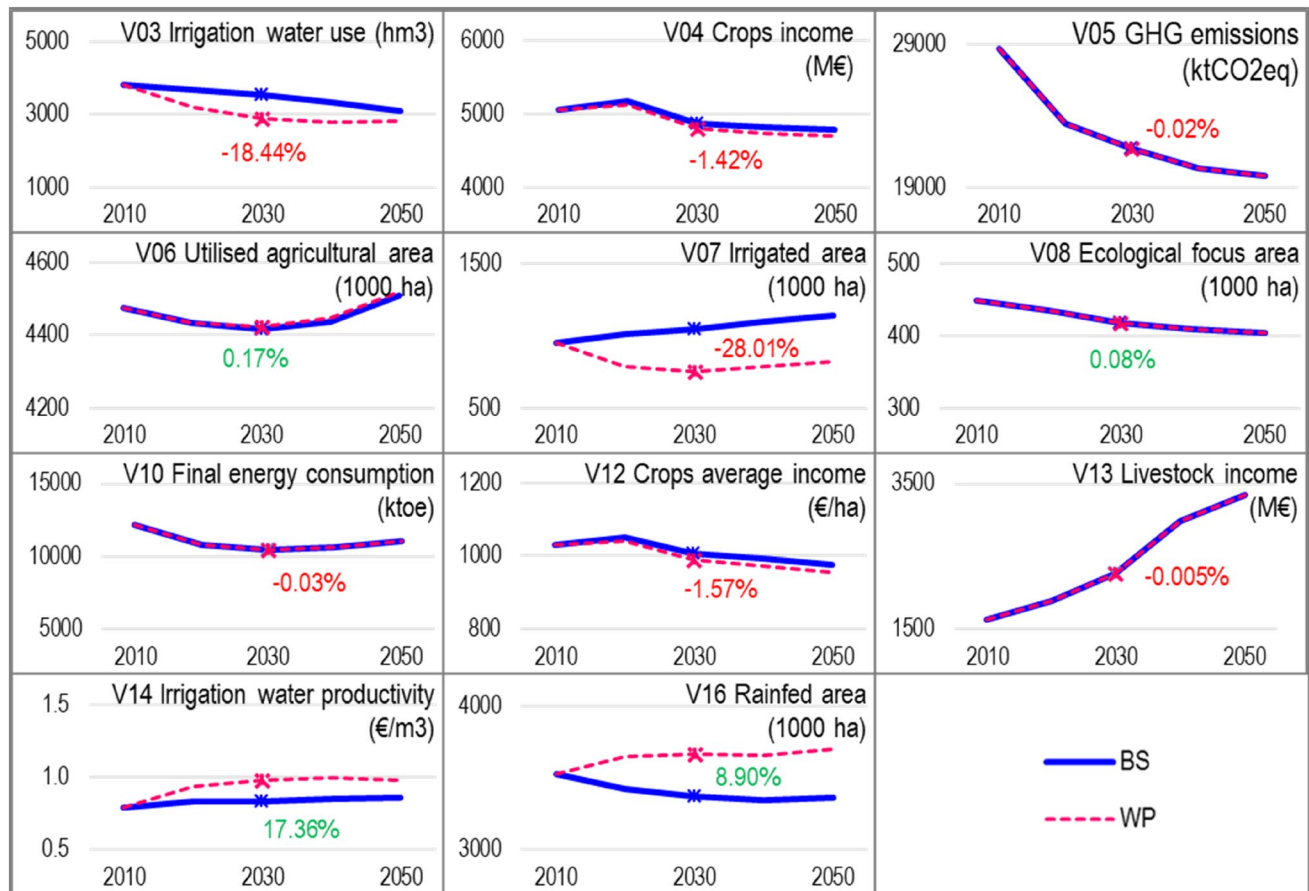 V03 Irrigation water use (hm3)
5000
3000
1000
-18.44%
2010 2030 2050
V04 Crops income
(M€)
6000
5000
4000
-1.42%
2010 2030 2050
V05 GHG emissions
(ktCO2eq)
29000
19000
-0.02%
2010 2030 2050
V06 Utilised agricultural area
(1000 ha)
4600
4400
4200
0.17%
2010 2030 2050
V07 Irrigated area
(1000 ha)
1500
500
-28.01%
2010 2030 2050
V08 Ecological focus area
(1000 ha)
500
400
300
0.08%
2010 2030 2050
V10 Final energy consumption
(ktoe)
15000
10000
5000
-0.03%
2010 2030 2050
V12 Crops average income
(€/ha)
1200
1000
800
-1.57%
2010 2030 2050
V13 Livestock income
(M€)
3500
1500
-0.005%
2010 2030 2050
V14 Irrigation water productivity
(€/m3)
1.5
1.0
0.5
17.36%
2010 2030 2050
V16 Rainfed area
(1000 ha)
4000
3000
8.90%
2010 2030 2050
BS
WP